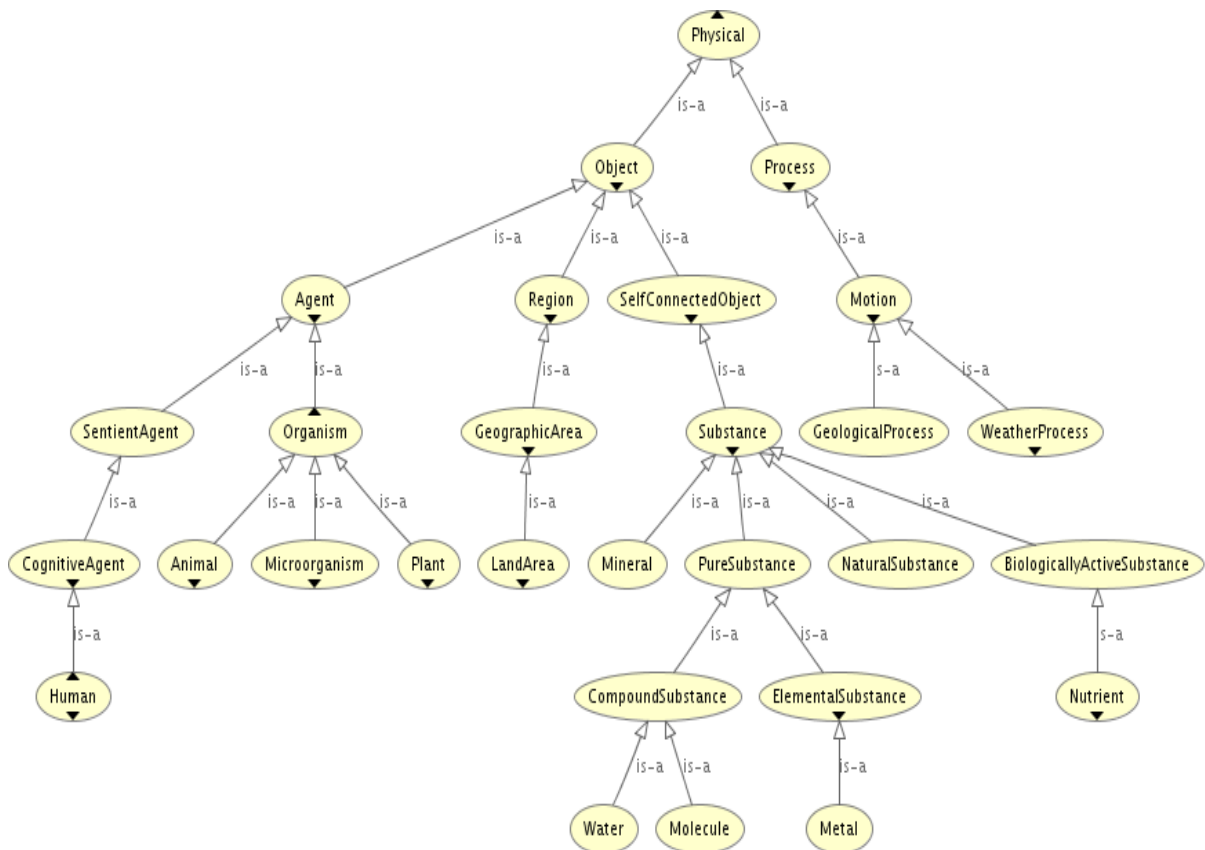 Physical
is-a is-a
Object Process
is-a is-a is-a is-a
Agent Region SelfConnectedObject Motion
is-a is-a is-a is-a s-a is-a
SentientAgent Organism GeographicArea Substance GeologicalProcess WeatherProcess
is-a is-a is-a is-a is-a is-a is-a is-a is-a
CognitiveAgent Animal Microorganism Plant LandArea Mineral PureSubstance NaturalSubstance BiologicallyActiveSubstance
is-a is-a is-a s-a
Human CompoundSubstance ElementalSubstance Nutrient
is-a is-a is-a
Water Molecule Metal